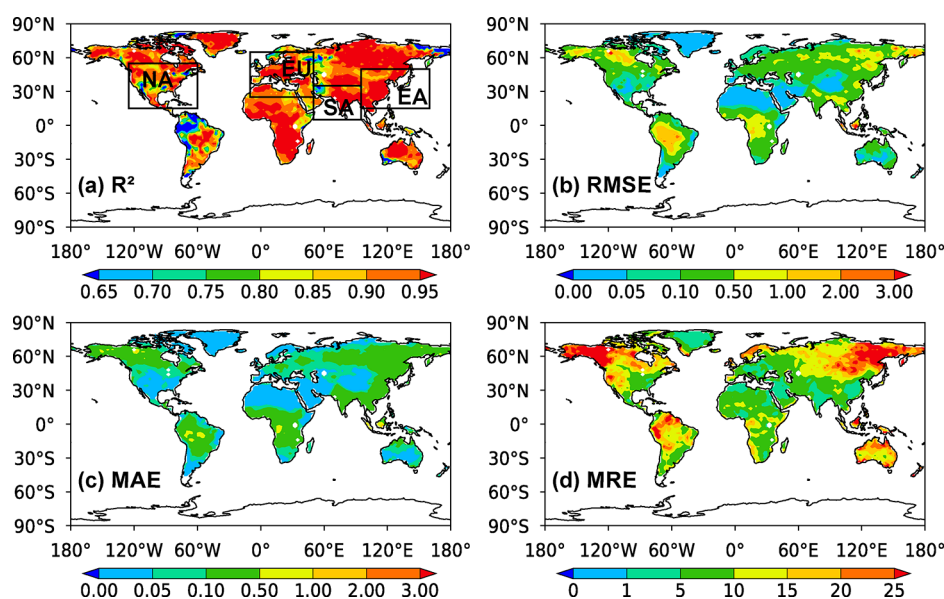 90°N
60°N
30°N
0°
30°S
60°S
90°S
NA
EU
SA
EA
(a) R²
180° 120°W 60°W 0° 60°E 120°E 180°
0.65 0.70 0.75 0.80 0.85 0.90 0.95
90°N
60°N
30°N
0°
30°S
60°S
90°S
(b) RMSE
180° 120°W 60°W 0° 60°E 120°E 180°
0.00 0.05 0.10 0.50 1.00 2.00 3.00
90°N
60°N
30°N
0°
30°S
60°S
90°S
(c) MAE
180° 120°W 60°W 0° 60°E 120°E 180°
0.00 0.05 0.10 0.50 1.00 2.00 3.00
90°N
60°N
30°N
0°
30°S
60°S
90°S
(d) MRE
180° 120°W 60°W 0° 60°E 120°E 180°
0 1 5 10 15 20 25